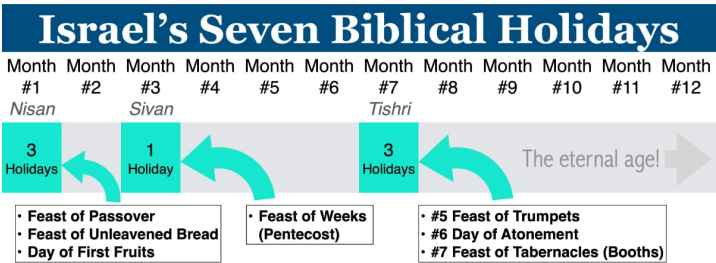 Israel's Seven Biblical Holidays
Month Month Month Month Month Month Month Month Month Month Month Month
#1 #2 #3 #4 #5 #6 #7 #8 #9 #10 #11 #12
Nisan Sivan Tishri
3
Holidays
1
Holiday
3
Holidays
The eternal age!
• Feast of Passover
• Feast of Unleavened Bread
• Day of First Fruits
• Feast of Weeks
(Pentecost)
• #5 Feast of Trumpets
• #6 Day of Atonement
• #7 Feast of Tabernacles (Booths)